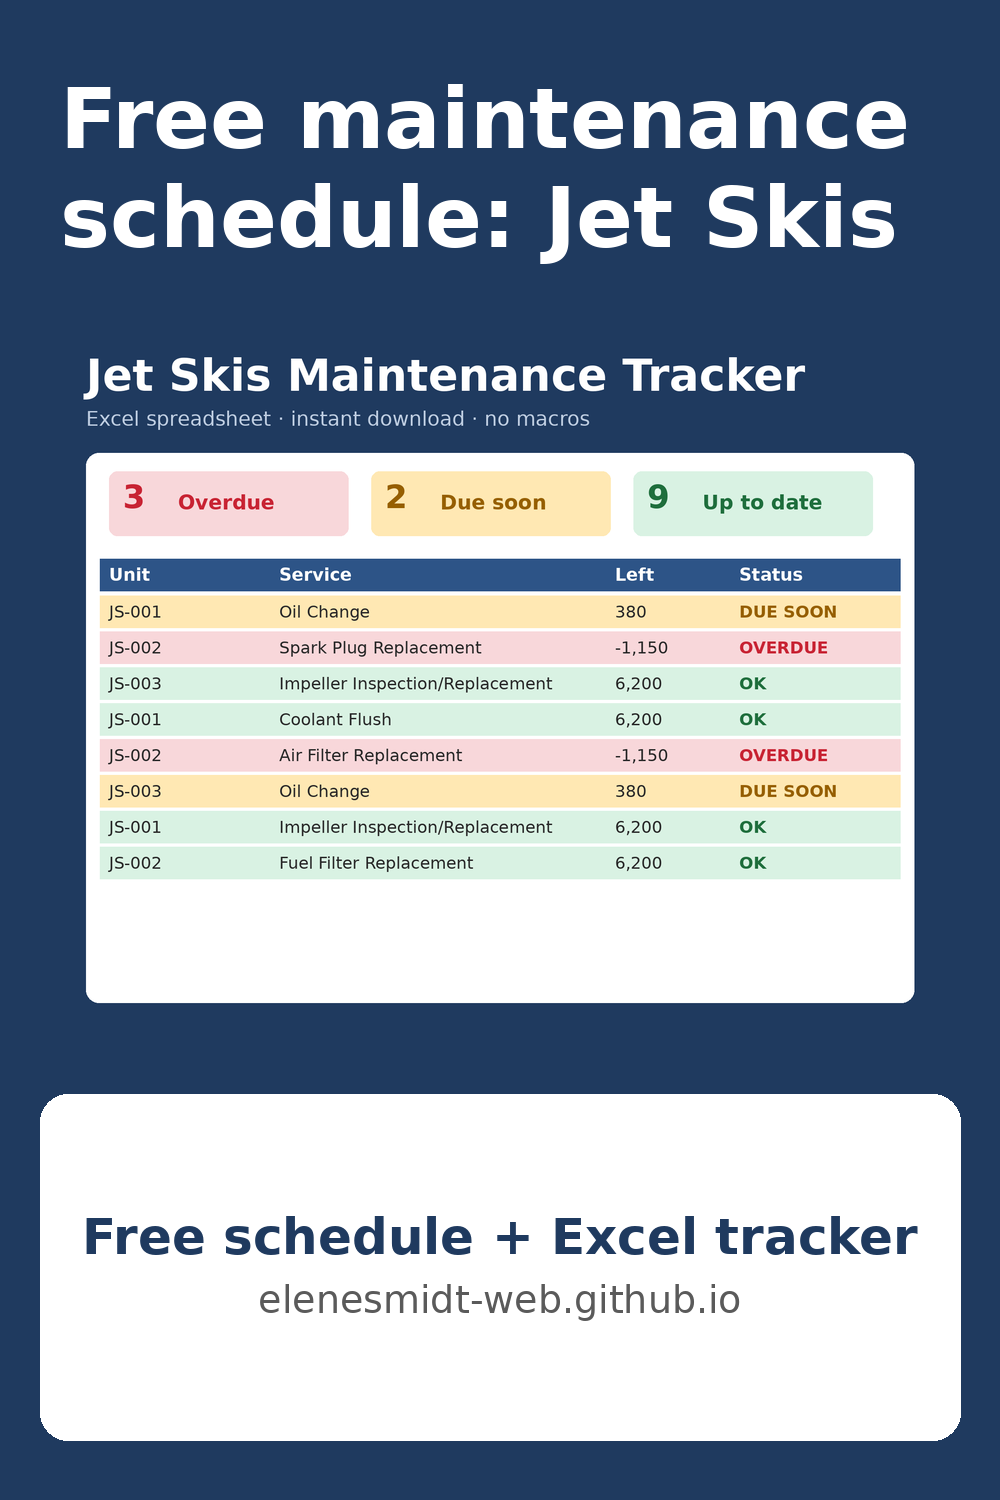 Free maintenance
schedule: Jet Skis
Jet Skis Maintenance Tracker
Excel spreadsheet · instant download · no macros
3 Overdue 2 Due soon 9 Up to date
Unit Service Left Status
JS-001 Oil Change 380 DUE SOON
JS-002 Spark Plug Replacement -1,150 OVERDUE
JS-003 Impeller Inspection/Replacement 6,200 OK
JS-001 Coolant Flush 6,200 OK
JS-002 Air Filter Replacement -1,150 OVERDUE
JS-003 Oil Change 380 DUE SOON
JS-001 Impeller Inspection/Replacement 6,200 OK
JS-002 Fuel Filter Replacement 6,200 OK
Free schedule + Excel tracker
elenesmidt-web.github.io